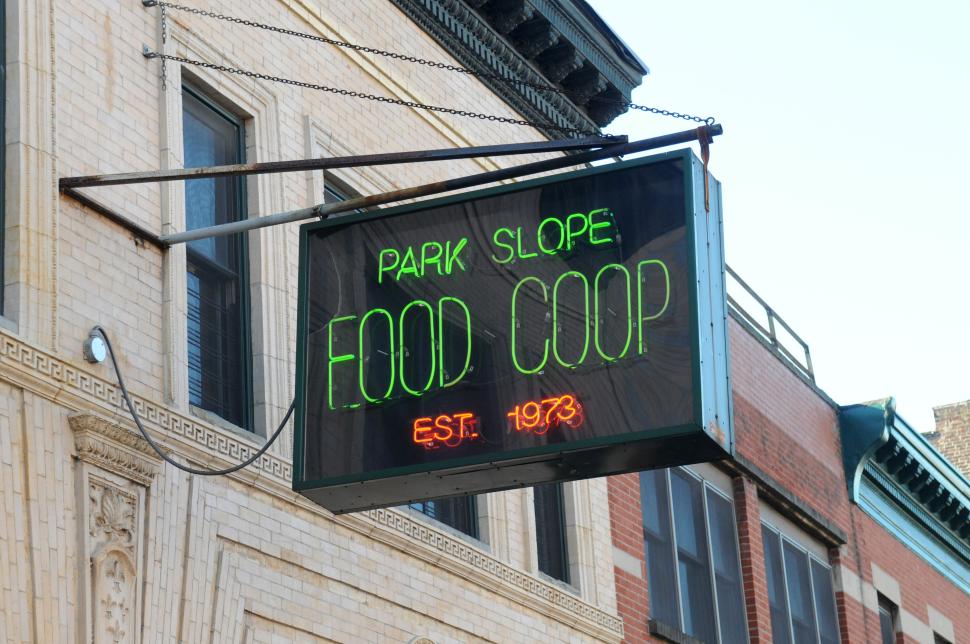 PARK SLOPE
FOOD COOP
EST. 1973